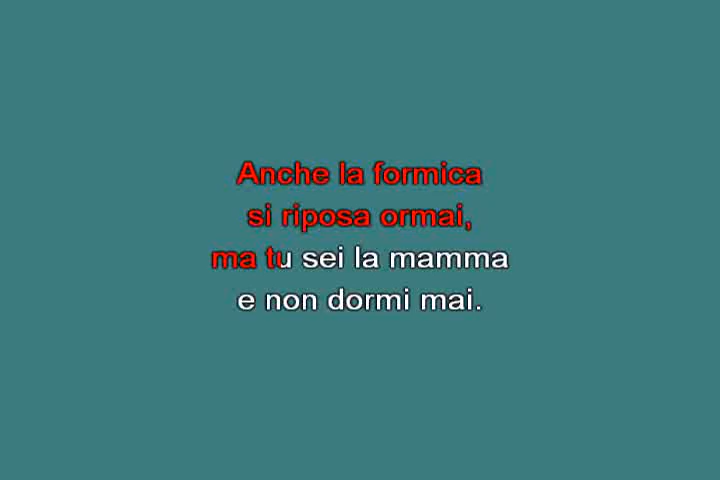 Anche la formica
si riposa ormai,
ma tu sei la mamma
e non dormi mai.